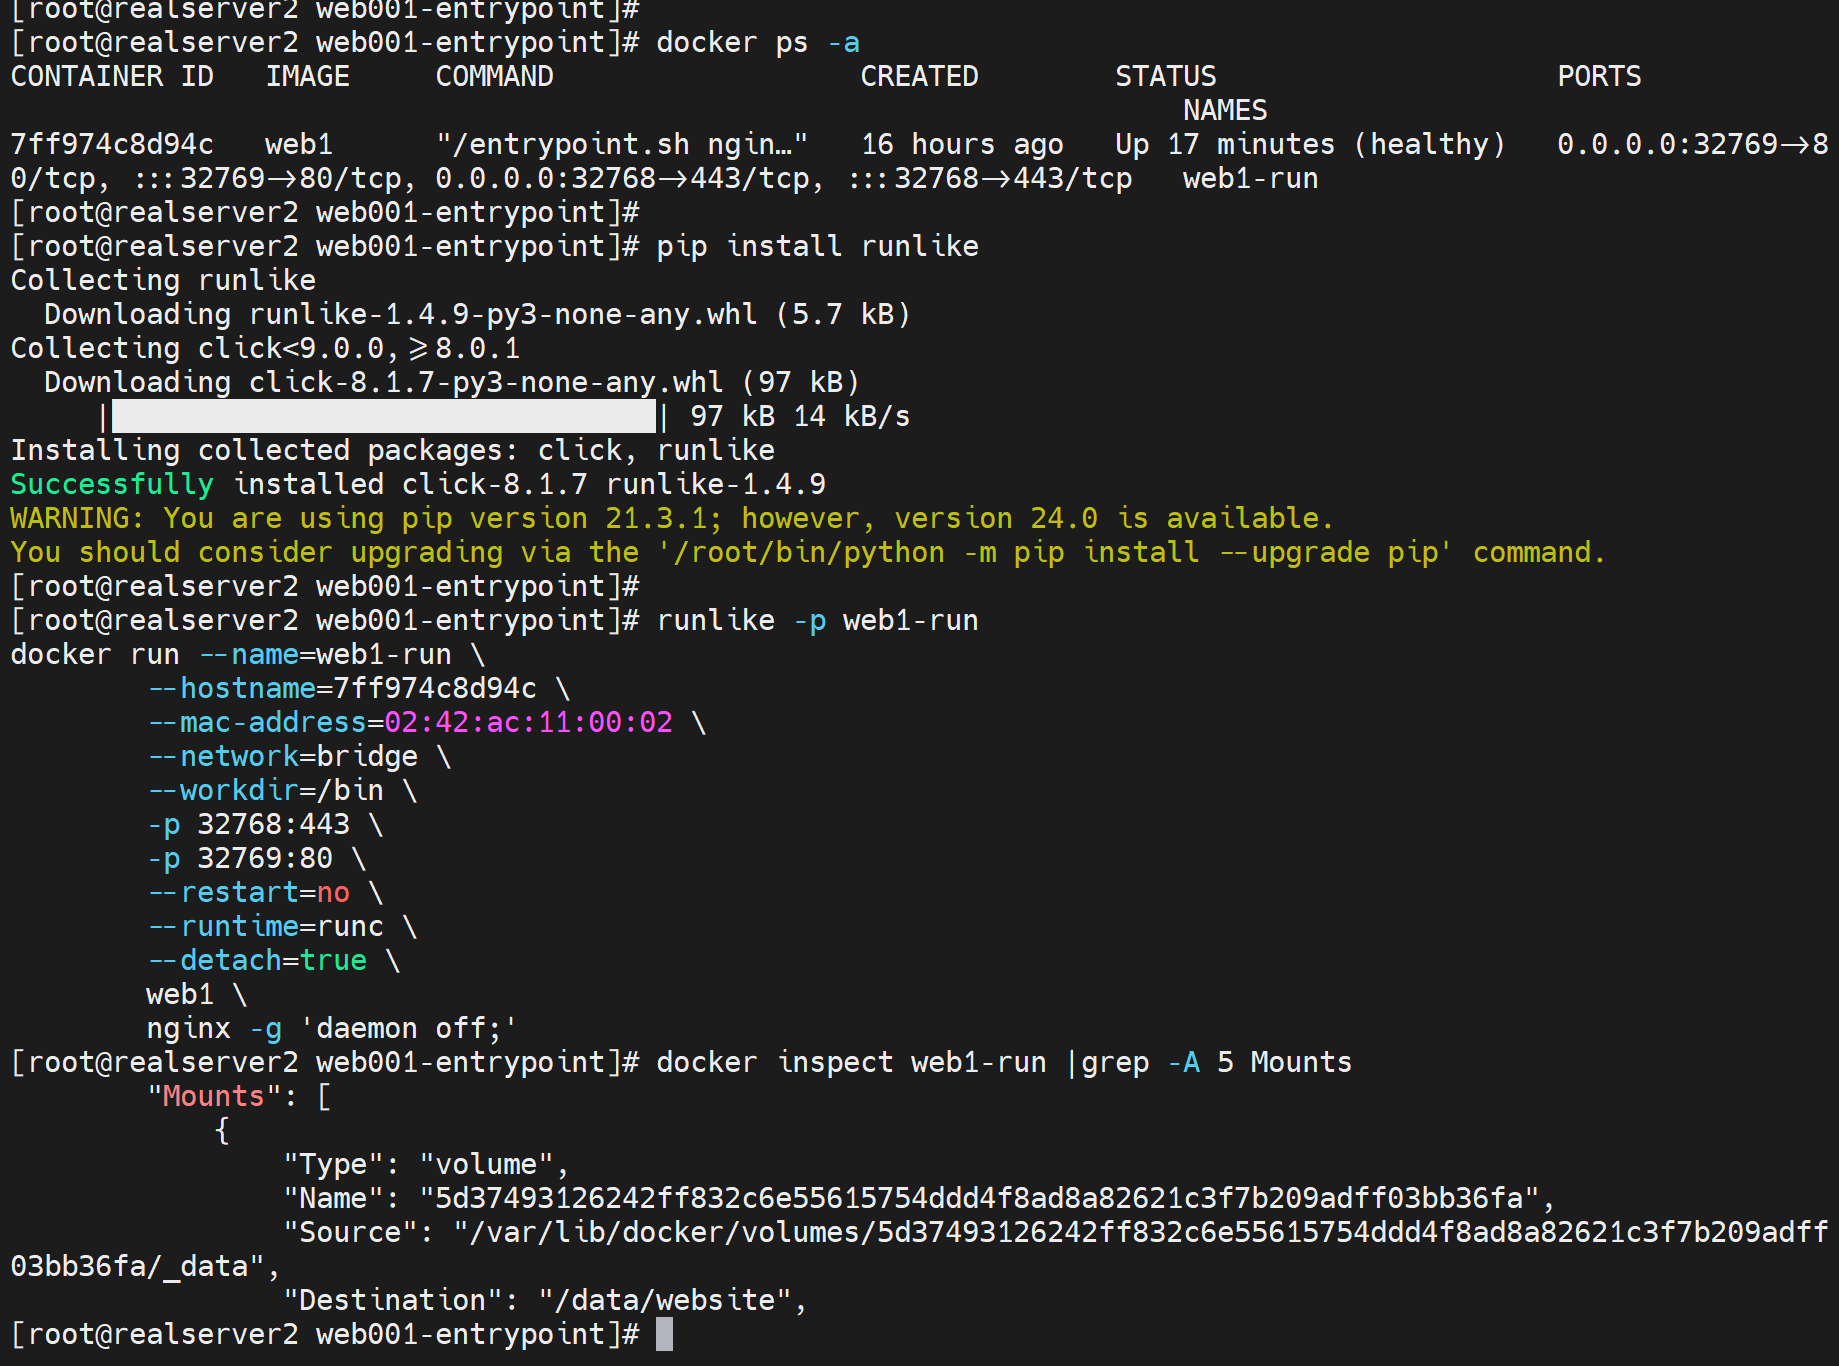 [root@realserver2 web001-entrypoint]#
[root@realserver2 web001-entrypoint]# docker ps -a
CONTAINER ID   IMAGE     COMMAND                  CREATED        STATUS                    PORTS
                                                                     NAMES
7ff974c8d94c   web1      "/entrypoint.sh ngin…"   16 hours ago   Up 17 minutes (healthy)   0.0.0.0:32769->8
0/tcp, :::32769->80/tcp, 0.0.0.0:32768->443/tcp, :::32768->443/tcp   web1-run
[root@realserver2 web001-entrypoint]#
[root@realserver2 web001-entrypoint]# pip install runlike
Collecting runlike
  Downloading runlike-1.4.9-py3-none-any.whl (5.7 kB)
Collecting click<9.0.0,>=8.0.1
  Downloading click-8.1.7-py3-none-any.whl (97 kB)
     |████████████████████████████████| 97 kB 14 kB/s
Installing collected packages: click, runlike
Successfully installed click-8.1.7 runlike-1.4.9
WARNING: You are using pip version 21.3.1; however, version 24.0 is available.
You should consider upgrading via the '/root/bin/python -m pip install --upgrade pip' command.
[root@realserver2 web001-entrypoint]#
[root@realserver2 web001-entrypoint]# runlike -p web1-run
docker run --name=web1-run \
        --hostname=7ff974c8d94c \
        --mac-address=02:42:ac:11:00:02 \
        --network=bridge \
        --workdir=/bin \
        -p 32768:443 \
        -p 32769:80 \
        --restart=no \
        --runtime=runc \
        --detach=true \
        web1 \
        nginx -g 'daemon off;'
[root@realserver2 web001-entrypoint]# docker inspect web1-run |grep -A 5 Mounts
        "Mounts": [
            {
                "Type": "volume",
                "Name": "5d37493126242ff832c6e55615754ddd4f8ad8a82621c3f7b209adff03bb36fa",
                "Source": "/var/lib/docker/volumes/5d37493126242ff832c6e55615754ddd4f8ad8a82621c3f7b209adff
03bb36fa/_data",
                "Destination": "/data/website",
[root@realserver2 web001-entrypoint]#